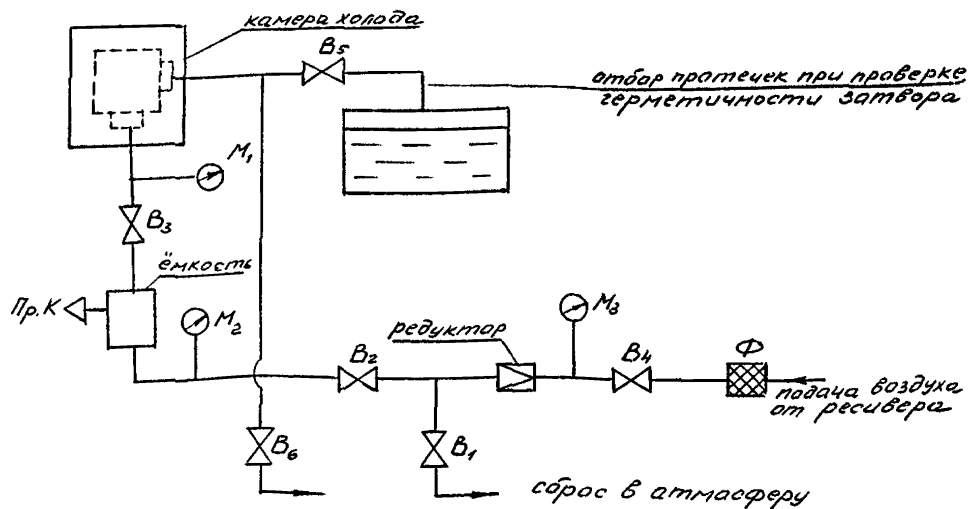 камера холода
В5
отбор протечек при проверке
герметичности затвора
М1
В3
ёмкость
Пр.К
М2
редуктор
М3
В2
В4
Ф
подача воздуха
от ресивера
В6
В1
сброс в атмосферу